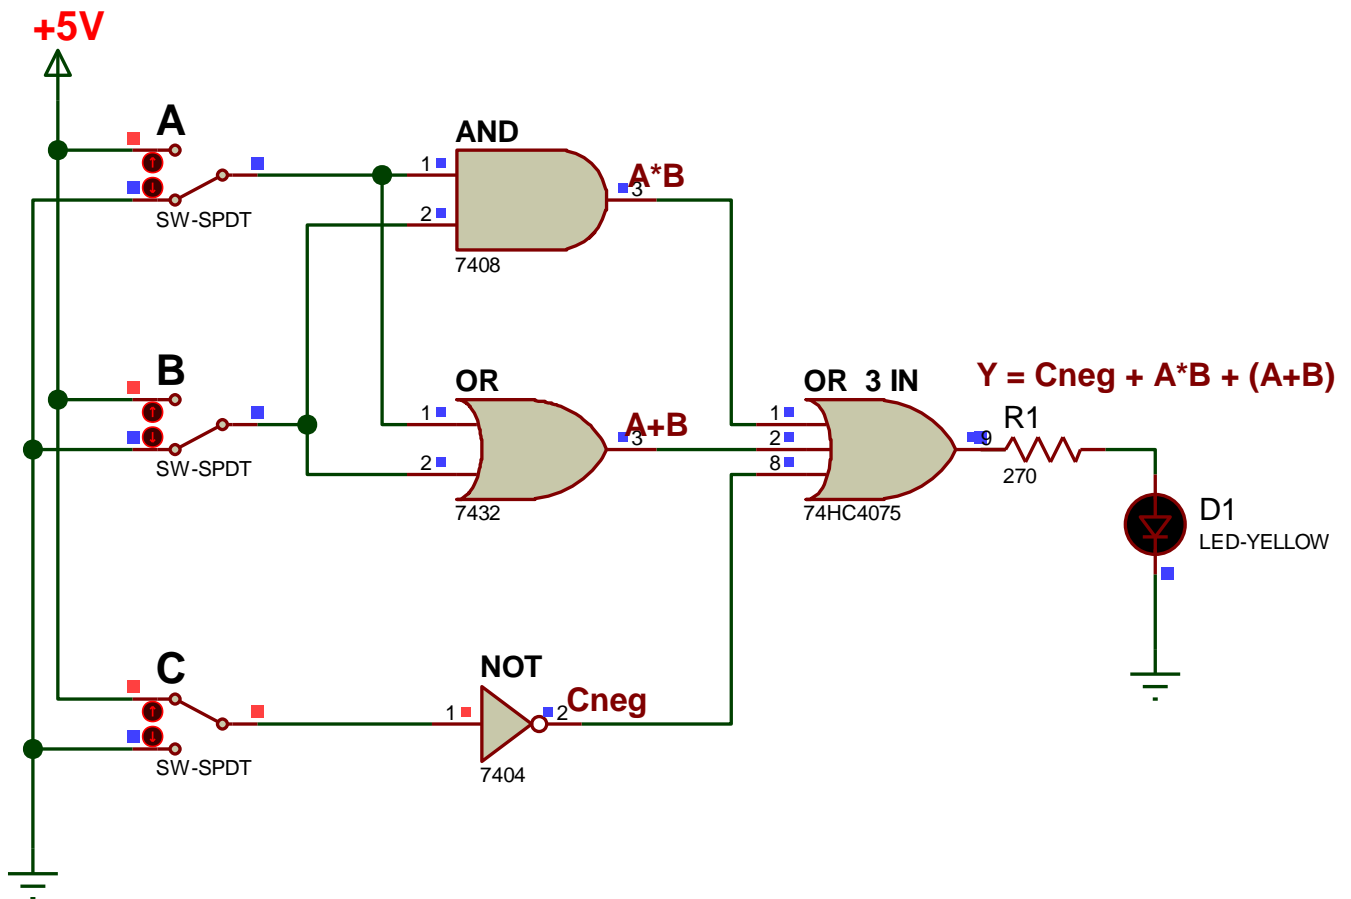 +5V
A
SW-SPDT
AND
1
2
A*B
3
7408
B
SW-SPDT
OR
1
2
A+B
3
7432
OR 3 IN
1
2
8
9
74HC4075
Y = Cneg + A*B + (A+B)
R1
270
D1
LED-YELLOW
C
SW-SPDT
NOT
1
2
Cneg
7404